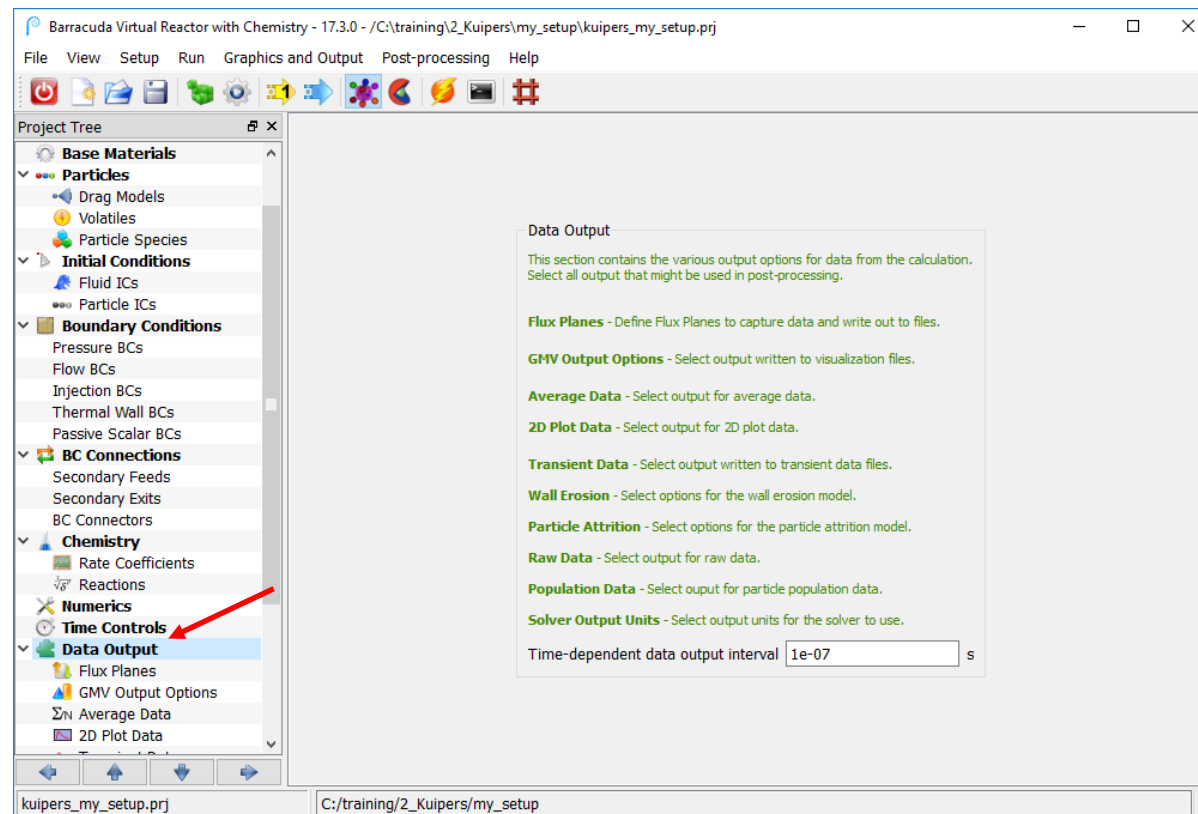 Barracuda Virtual Reactor with Chemistry - 17.3.0 - /C:\training\2_Kuipers\my_setup\kuipers_my_setup.prj
File View Setup Run Graphics and Output Post-processing Help
1
Project Tree
Base Materials
Particles
Drag Models
Volatiles
Particle Species
Initial Conditions
Fluid ICs
Particle ICs
Boundary Conditions
Pressure BCs
Flow BCs
Injection BCs
Thermal Wall BCs
Passive Scalar BCs
BC Connections
Secondary Feeds
Secondary Exits
BC Connectors
Chemistry
Rate Coefficients
Reactions
Numerics
Time Controls
Data Output
Flux Planes
GMV Output Options
Σ/N Average Data
2D Plot Data
Data Output
This section contains the various output options for data from the calculation.
Select all output that might be used in post-processing.
Flux Planes - Define Flux Planes to capture data and write out to files.
GMV Output Options - Select output written to visualization files.
Average Data - Select output for average data.
2D Plot Data - Select output for 2D plot data.
Transient Data - Select output written to transient data files.
Wall Erosion - Select options for the wall erosion model.
Particle Attrition - Select options for the particle attrition model.
Raw Data - Select output for raw data.
Population Data - Select ouput for particle population data.
Solver Output Units - Select output units for the solver to use.
Time-dependent data output interval 1e-07 s
kuipers_my_setup.prj C:/training/2_Kuipers/my_setup